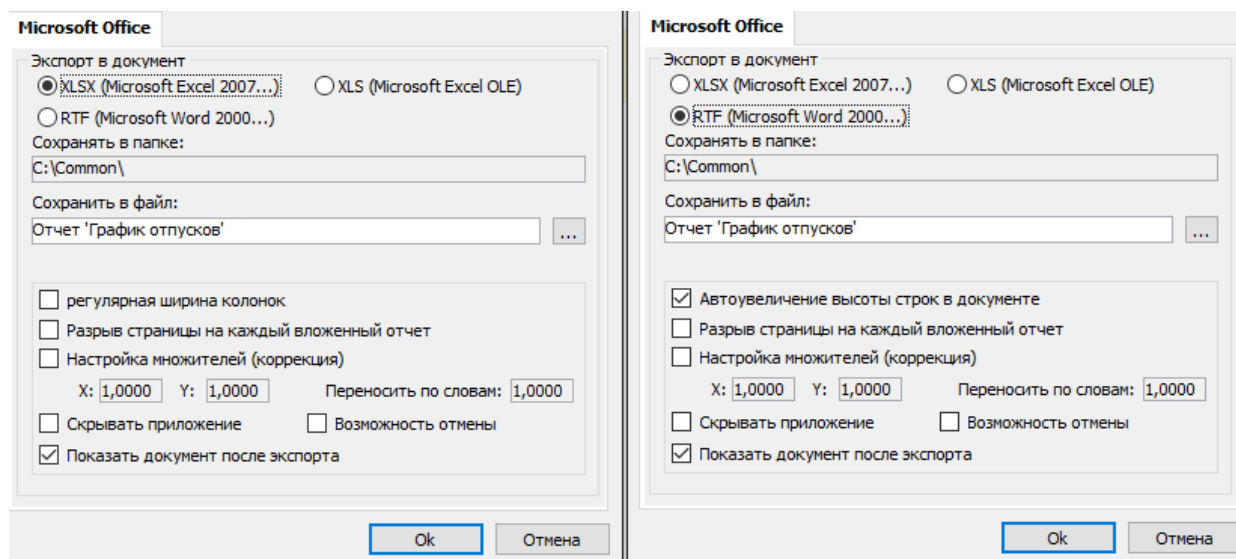 Microsoft Office
Экспорт в документ
XLSX (Microsoft Excel 2007...) XLS (Microsoft Excel OLE)
RTF (Microsoft Word 2000...)
Сохранять в папке:
C:\Common\
Сохранить в файл:
Отчет 'График отпусков' ...
регулярная ширина колонок
Разрыв страницы на каждый вложенный отчет
Настройка множителей (коррекция)
X: 1,0000 Y: 1,0000 Переносить по словам: 1,0000
Скрывать приложение Возможность отмены
Показать документ после экспорта
Ok Отмена
Microsoft Office
Экспорт в документ
XLSX (Microsoft Excel 2007...) XLS (Microsoft Excel OLE)
RTF (Microsoft Word 2000...)
Сохранять в папке:
C:\Common\
Сохранить в файл:
Отчет 'График отпусков' ...
Автоувеличение высоты строк в документе
Разрыв страницы на каждый вложенный отчет
Настройка множителей (коррекция)
X: 1,0000 Y: 1,0000 Переносить по словам: 1,0000
Скрывать приложение Возможность отмены
Показать документ после экспорта
Ok Отмена